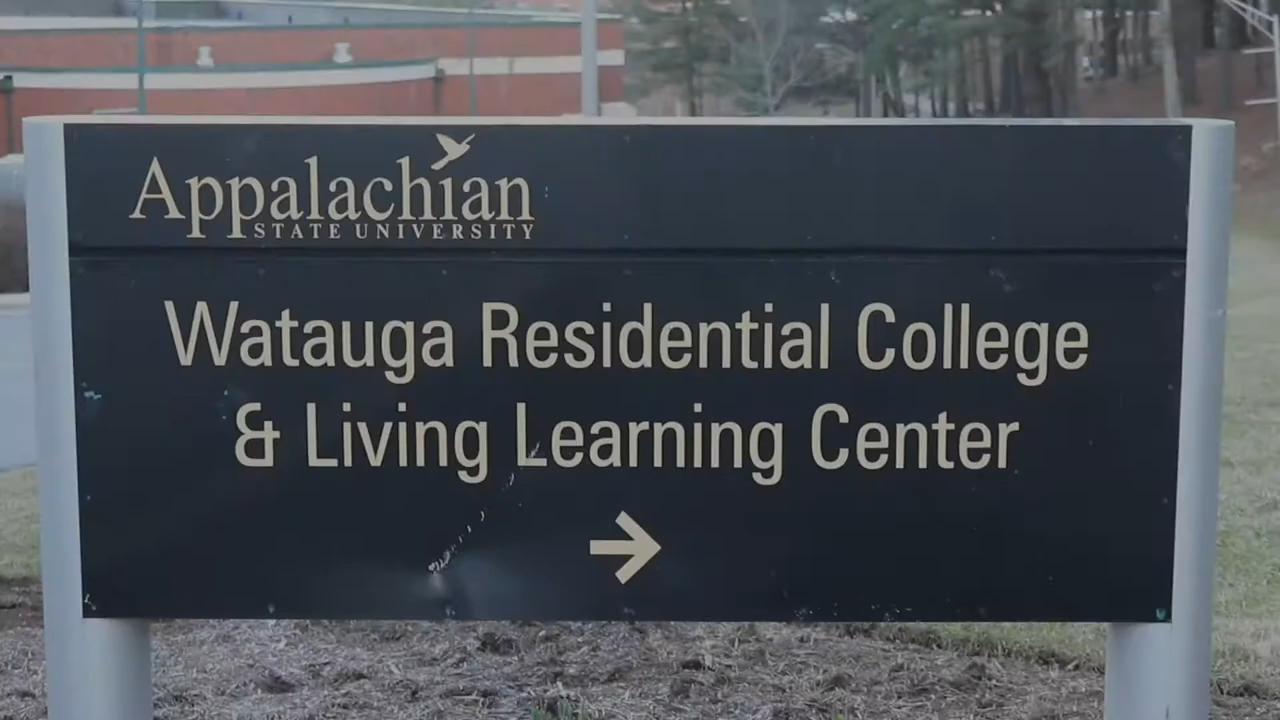 Appalachian
STATE UNIVERSITY
Watauga Residential College
& Living Learning Center
→